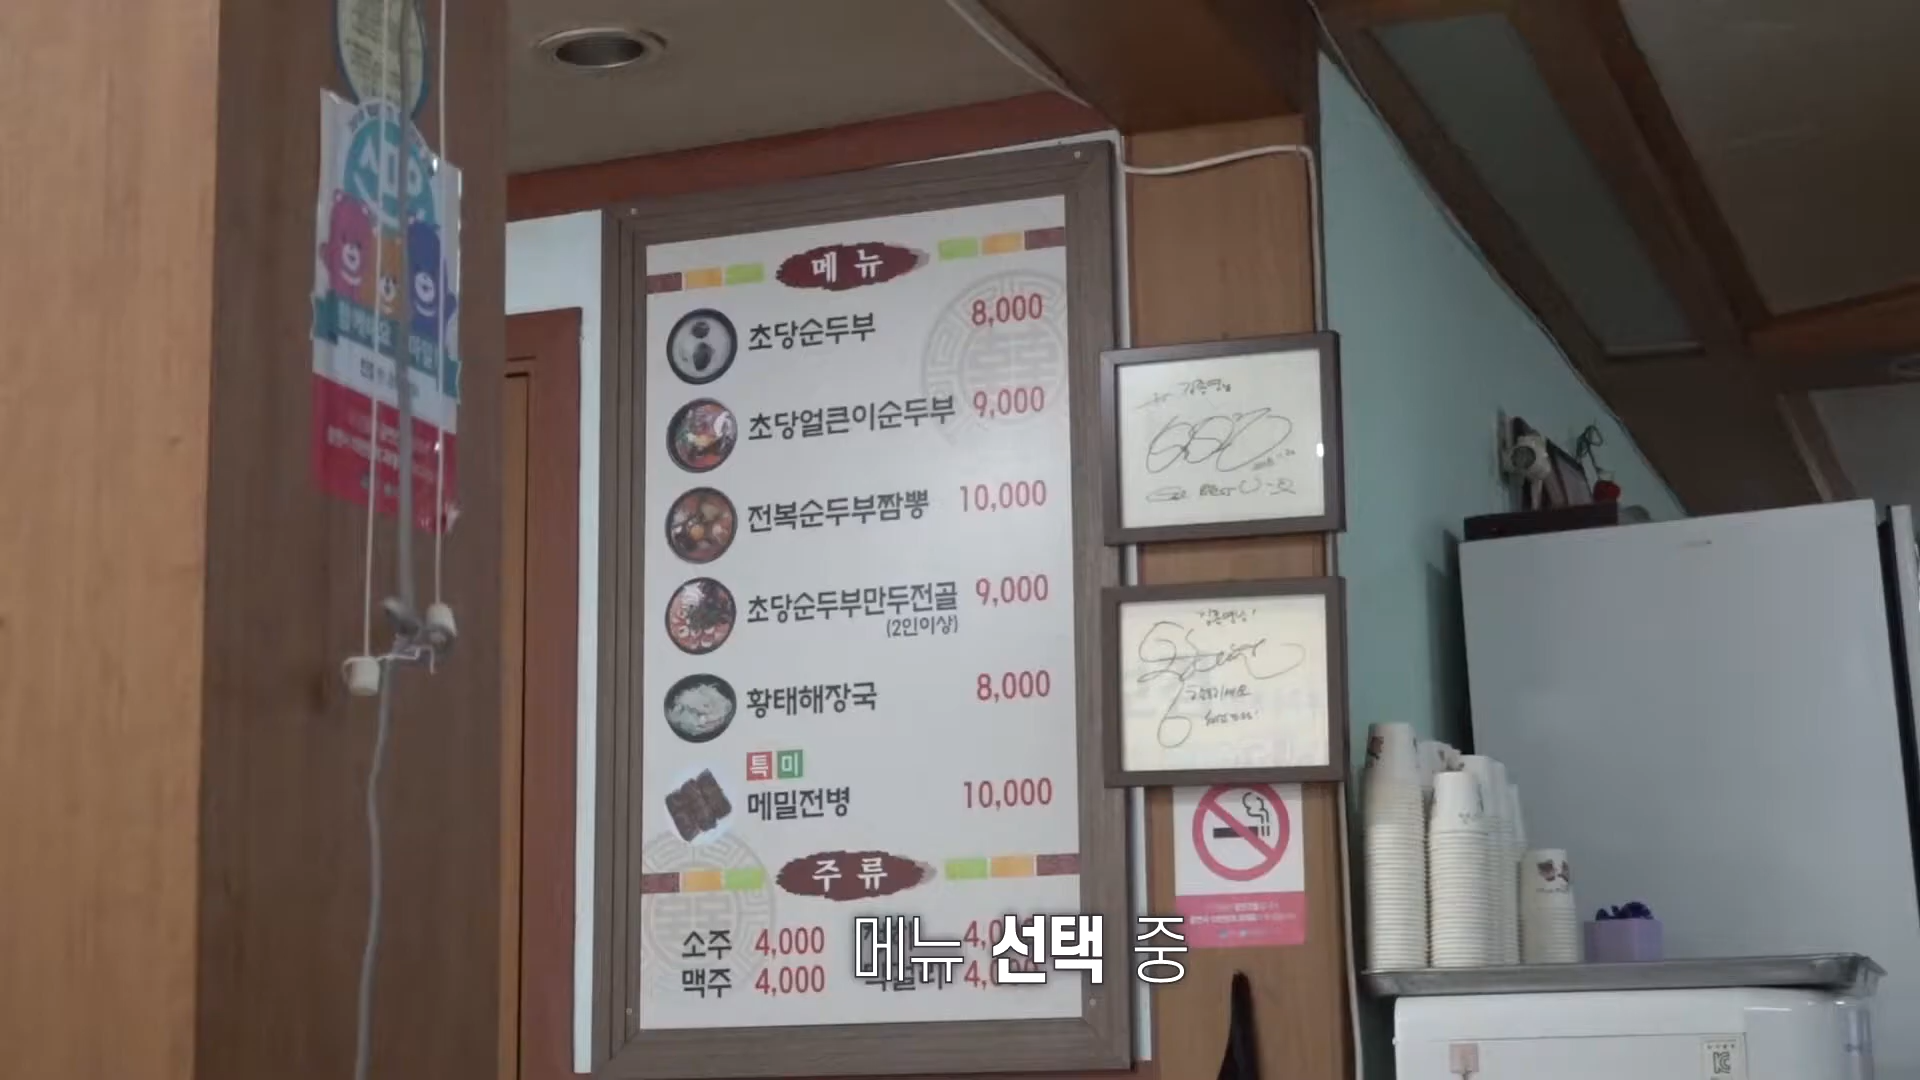 메뉴
초당순두부 8,000
초당얼큰이순두부 9,000
전복순두부짬뽕 10,000
초당순두부만두전골 9,000
(2인이상)
황태해장국 8,000
특미
메밀전병 10,000
주류
소주 4,000
맥주 4,000
메뉴 선택 중